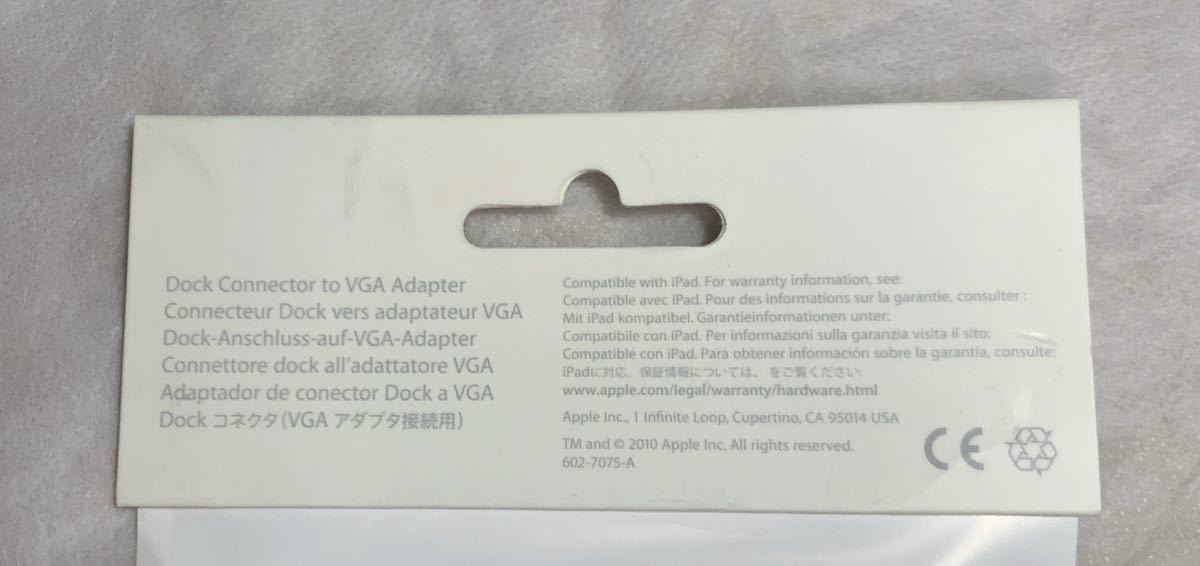 Dock Connector to VGA Adapter
Connecteur Dock vers adaptateur VGA
Dock-Anschluss-auf-VGA-Adapter
Connettore dock all'adattatore VGA
Adaptador de conector Dock a VGA
Dock コネクタ(VGA アダプタ接続用)
Compatible with iPad. For warranty information, see:
Compatible avec iPad. Pour des informations sur la garantie, consulter :
Mit iPad kompatibel. Garantieinformationen unter:
Compatibile con iPad. Per informazioni sulla garanzia visita il sito:
Compatible con iPad. Para obtener información sobre la garantía, consulte:
iPadに対応。保証情報については、をご覧ください:
www.apple.com/legal/warranty/hardware.html
Apple Inc., 1 Infinite Loop, Cupertino, CA 95014 USA
TM and © 2010 Apple Inc. All rights reserved.
602-7075-A
CE